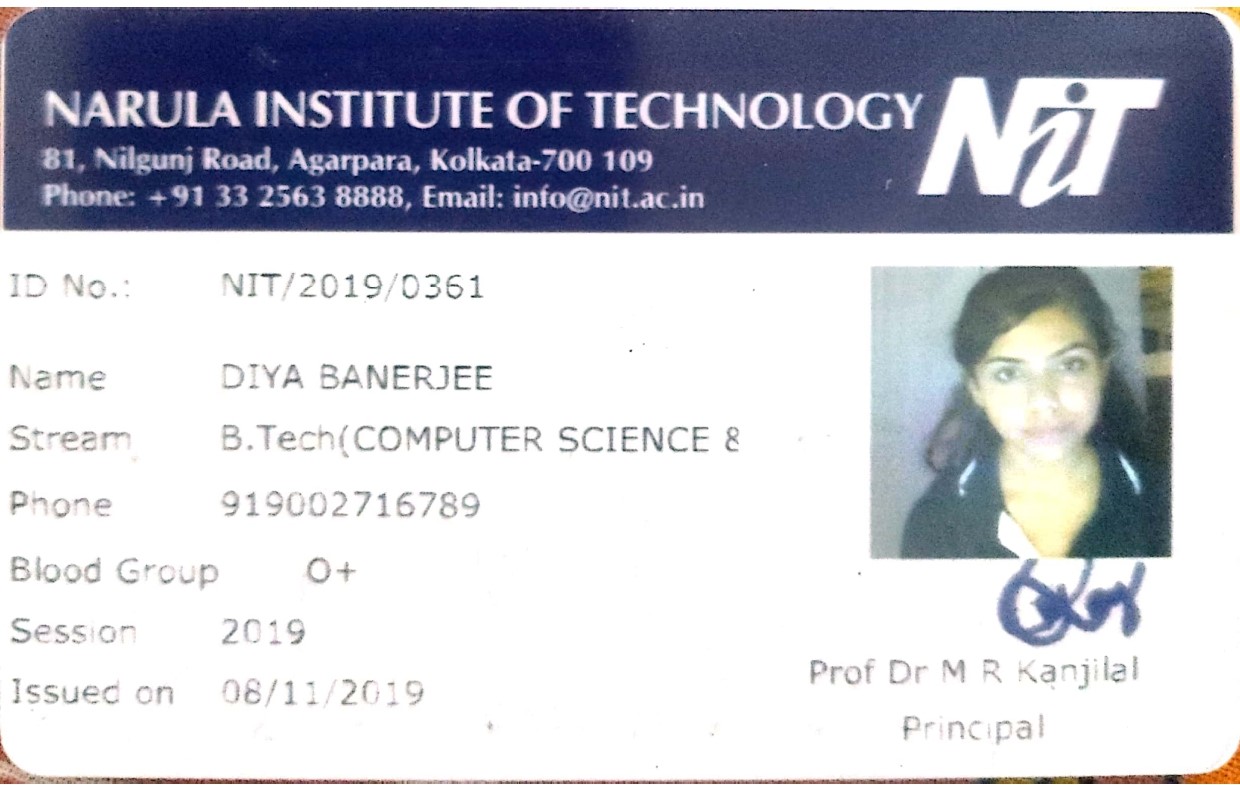 NARULA INSTITUTE OF TECHNOLOGY
NiT
81, Nilgunj Road, Agarpara, Kolkata-700 109
Phone: +91 33 2563 8888, Email: info@nit.ac.in
ID No.: NIT/2019/0361
Name DIYA BANERJEE
Stream B.Tech(COMPUTER SCIENCE &
Phone 919002716789
Blood Group O+
Session 2019
Issued on 08/11/2019
Prof Dr M R Kanjilal
Principal